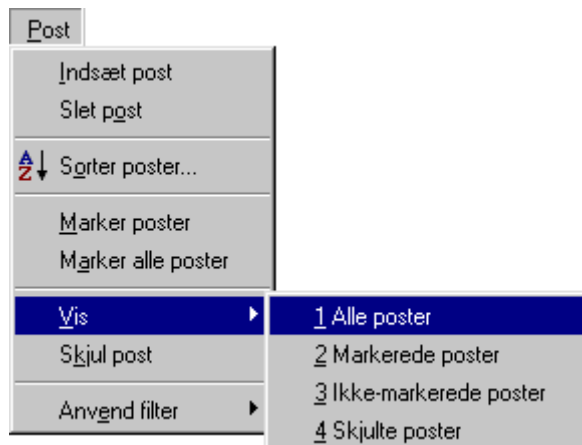 Post
Indsæt post
Slet post
Sorter poster...
Marker poster
Marker alle poster
Vis
1 Alle poster
Skjul post
2 Markerede poster
3 Ikke-markerede poster
Anvend filter
4 Skjulte poster